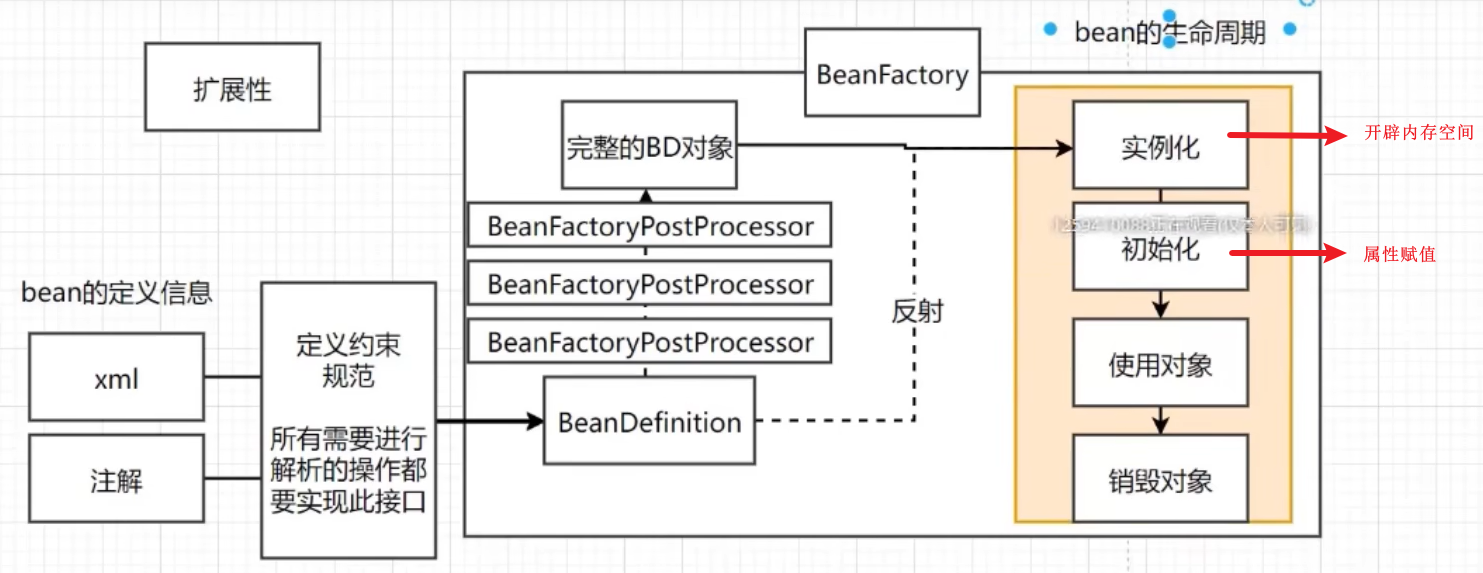 bean的生命周期
扩展性
BeanFactory
完整的BD对象
实例化
开辟内存空间
BeanFactoryPostProcessor
初始化
属性赋值
BeanFactoryPostProcessor
bean的定义信息
反射
BeanFactoryPostProcessor
定义约束
规范
xml
使用对象
BeanDefinition
所有需要进行
解析的操作都
要实现此接口
注解
销毁对象